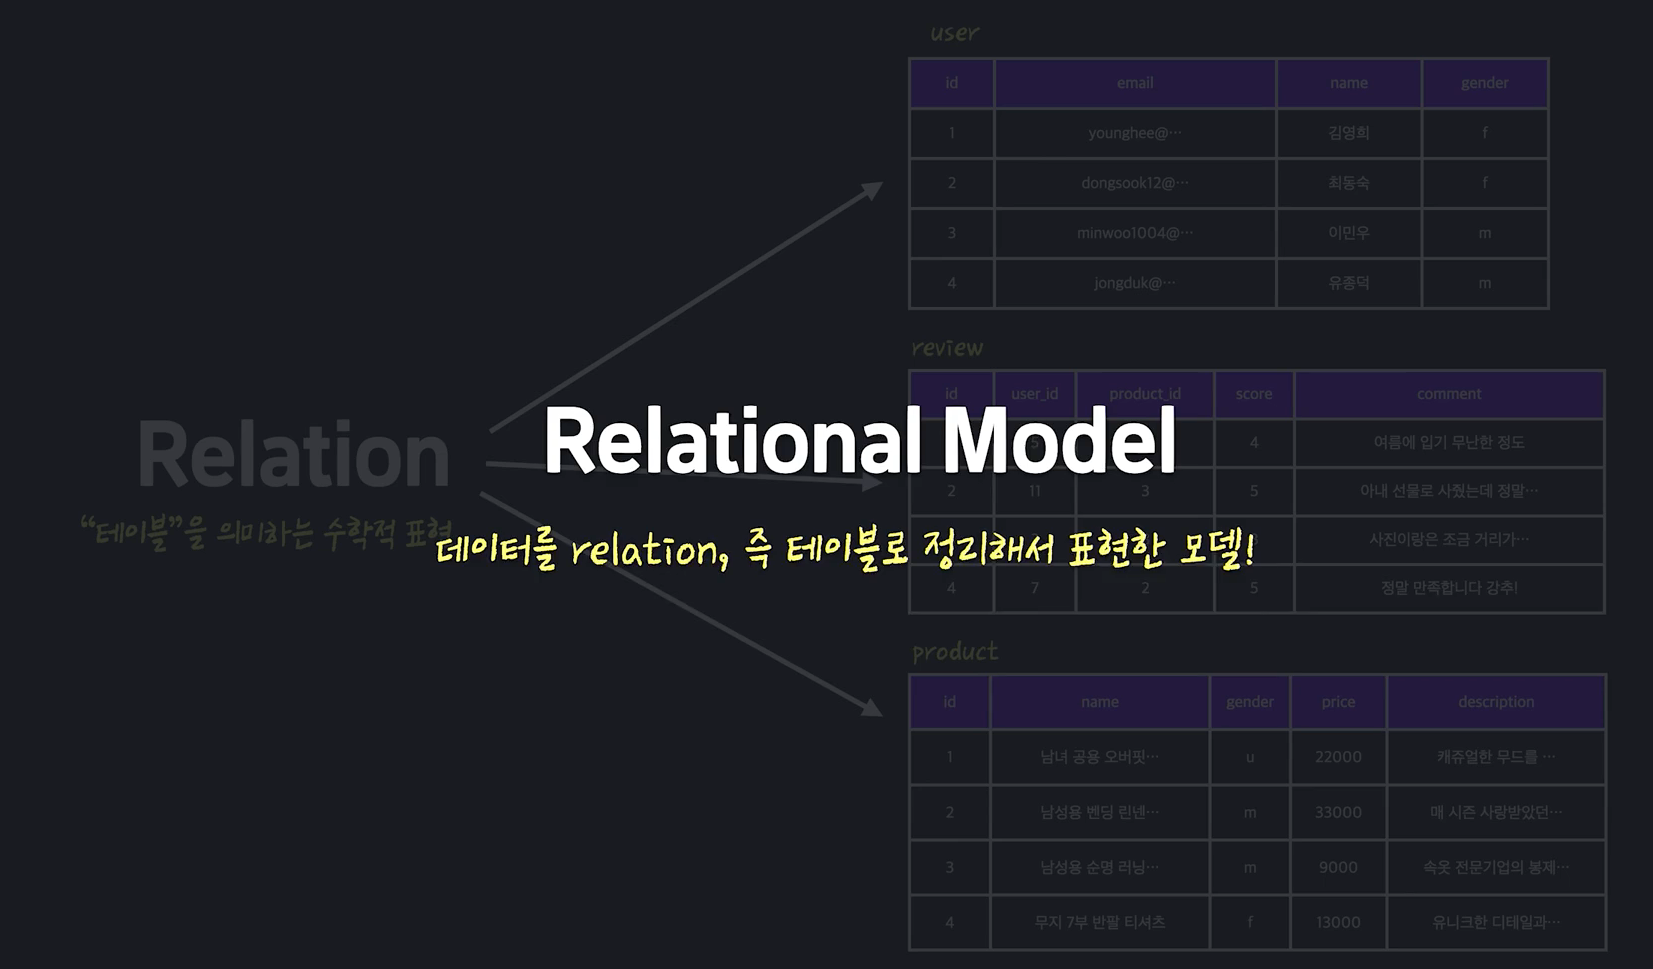 Relation
“테이블”을 의미하는 수학적 표현
Relational Model
데이터를 relation, 즉 테이블로 정리해서 표현한 모델!
user
id email name gender
1 younghee@… 김영희 f
2 dongsook12@… 최동숙 f
3 minwoo1004@… 이민우 m
4 jongduk@… 유종덕 m
review
id user_id product_id score comment
5 4 여름에 입기 무난한 정도
2 11 3 5 아내 선물로 사줬는데 정말…
사진이랑은 조금 거리가…
4 7 2 5 정말 만족합니다 강추!
product
id name gender price description
1 남녀 공용 오버핏… u 22000 캐쥬얼한 무드를 …
2 남성용 벤딩 린넨… m 33000 매 시즌 사랑받았던…
3 남성용 순명 러닝… m 9000 속옷 전문기업의 봉제…
4 무지 7부 반팔 티셔츠 f 13000 유니크한 디테일과…